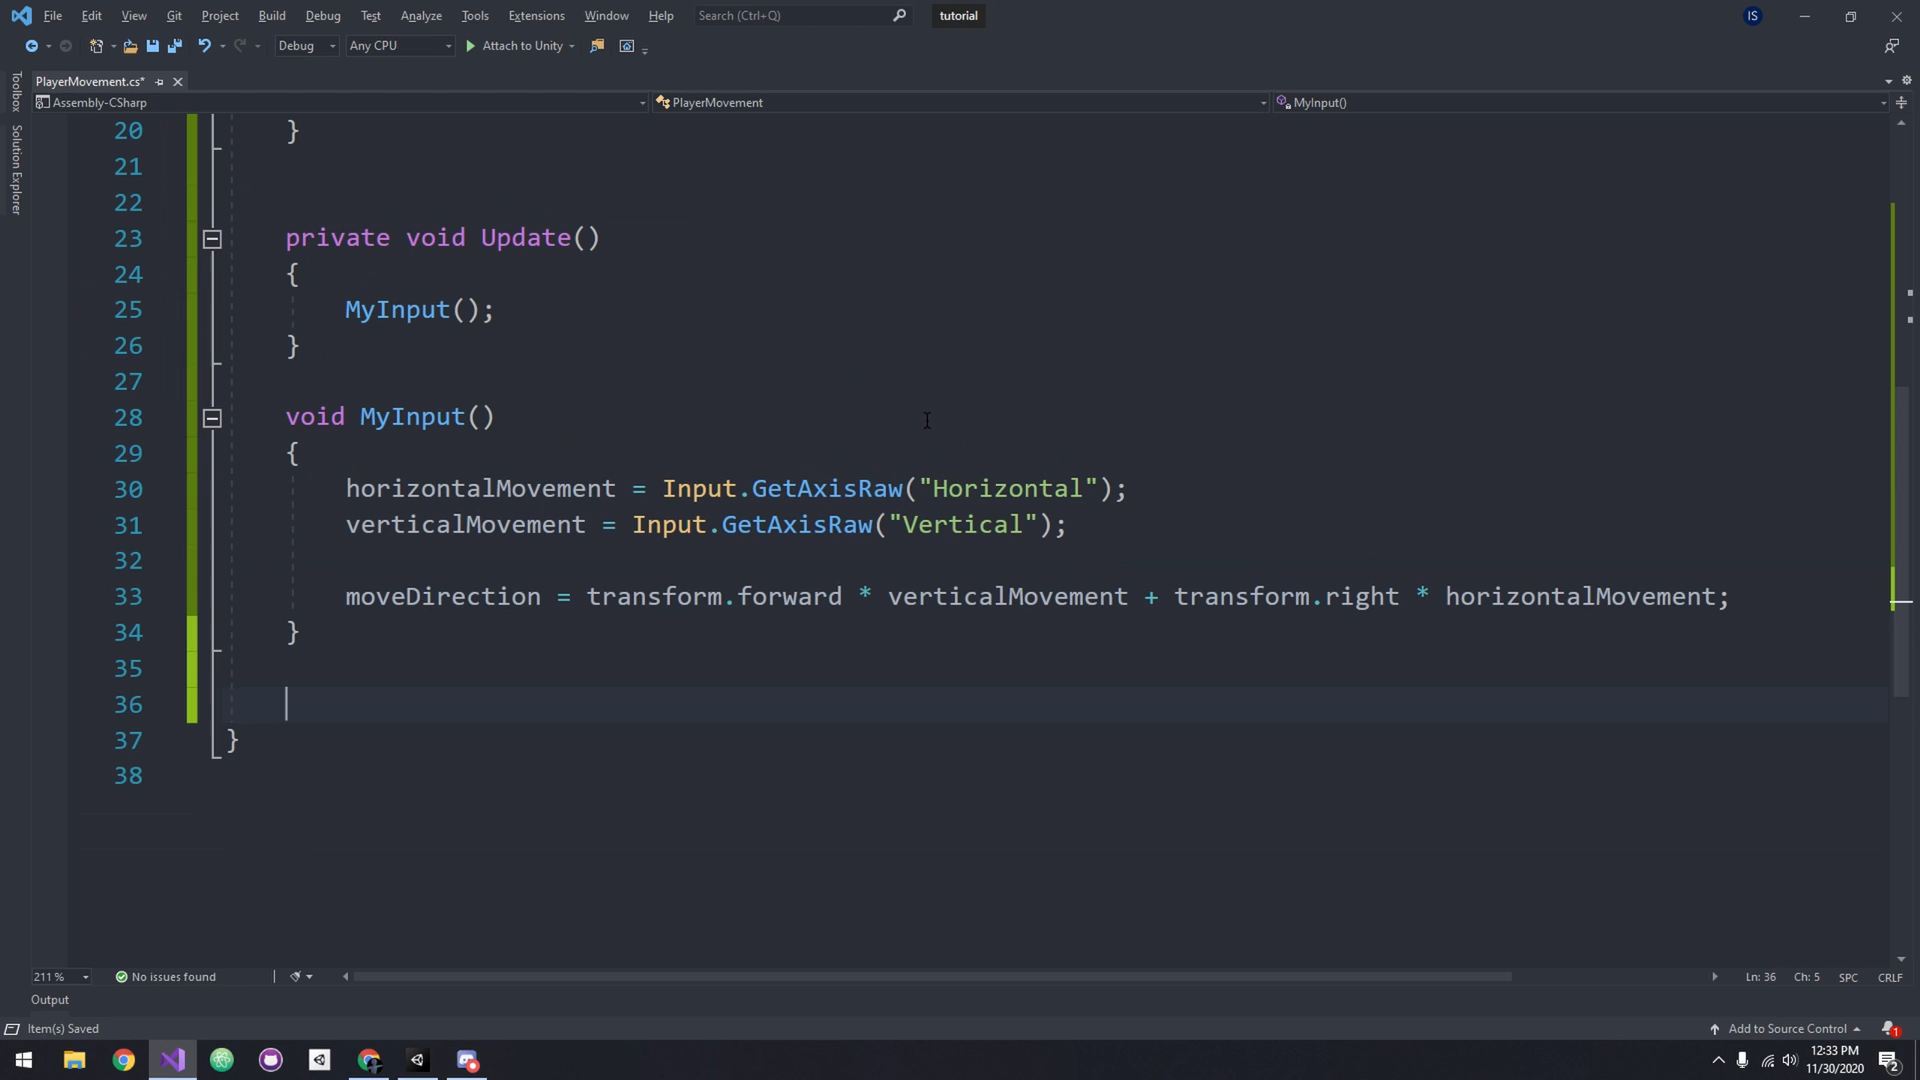 File Edit View Git Project Build Debug Test Analyze Tools Extensions Window Help Search (Ctrl+Q) tutorial IS
Debug Any CPU Attach to Unity
PlayerMovement.cs*
Assembly-CSharp PlayerMovement MyInput()
Toolbox
Solution Explorer
20 }
21
22
23 private void Update()
24 {
25 MyInput();
26 }
27
28 void MyInput()
29 {
30 horizontalMovement = Input.GetAxisRaw("Horizontal");
31 verticalMovement = Input.GetAxisRaw("Vertical");
32
33 moveDirection = transform.forward * verticalMovement + transform.right * horizontalMovement;
34 }
35
36
37 }
38
211 % No issues found Ln: 36 Ch: 5 SPC CRLF
Output
Item(s) Saved Add to Source Control 1
12:33 PM
11/30/2020
2